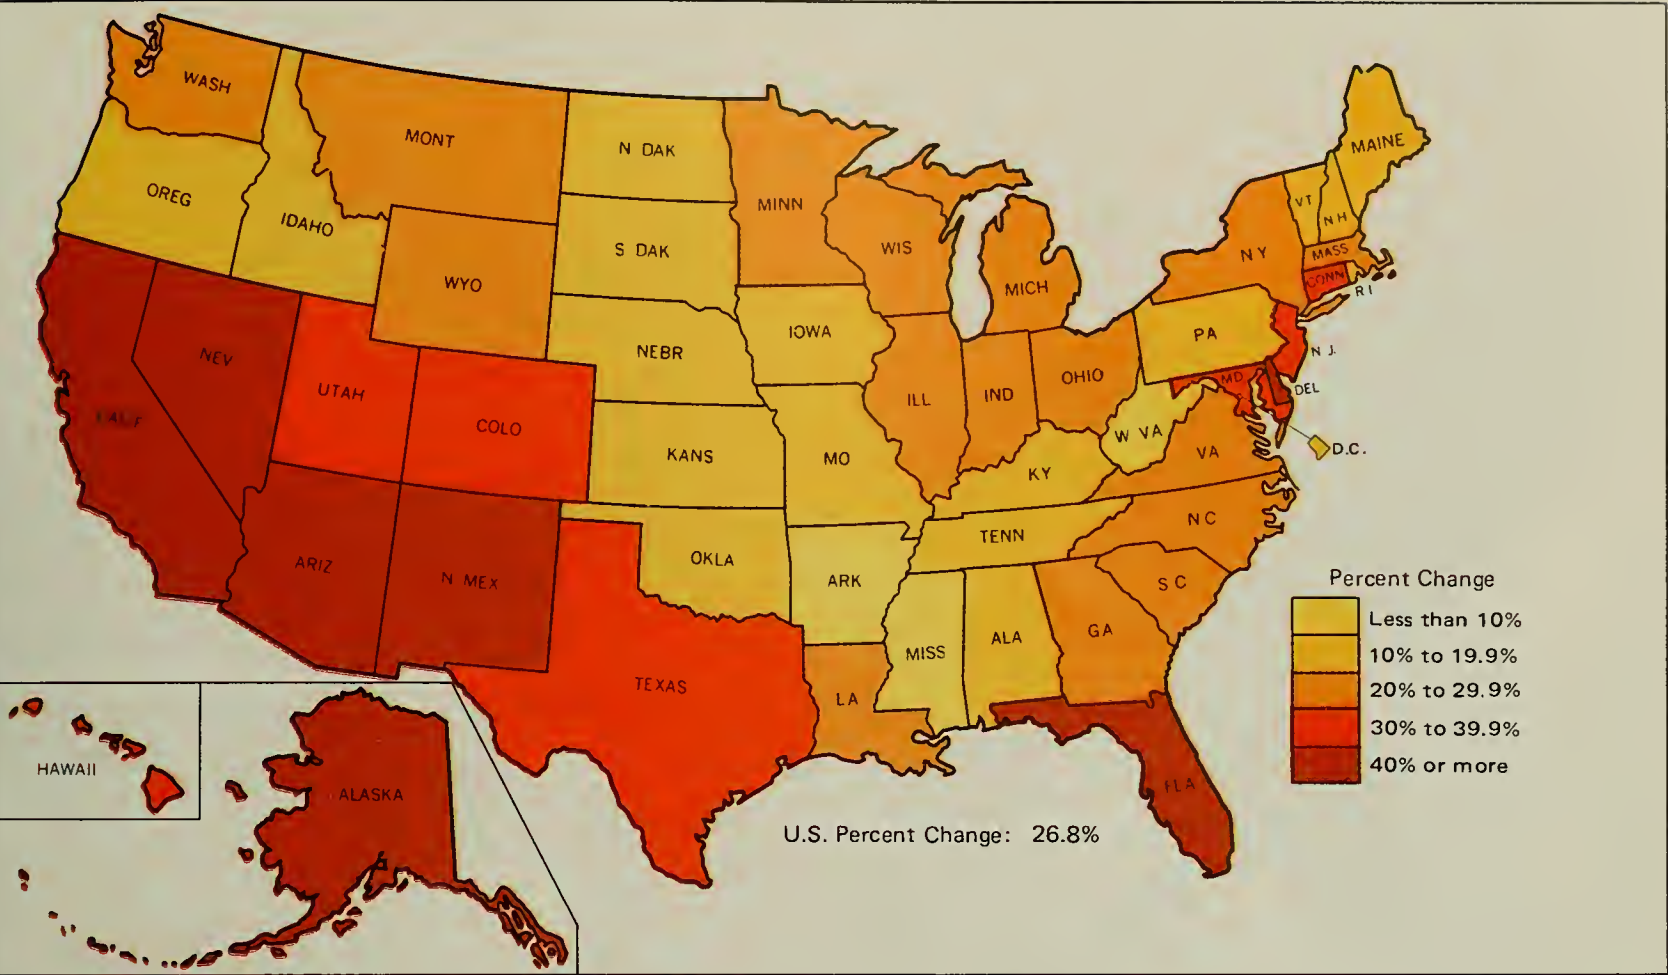 WASH
MONT
N DAK
MINN
MAINE
OREG
IDAHO
S DAK
WIS
VT
N H
WYO
MICH
N Y
MASS
CONN
R I
NEV
UTAH
COLO
NEBR
IOWA
ILL
IND
OHIO
PA
N J.
MD
DEL
D.C.
CALIF
KANS
MO
KY
W VA
VA
ARIZ
N MEX
OKLA
ARK
TENN
N C
S C
TEXAS
LA
MISS
ALA
GA
FLA
HAWAII
ALASKA
Percent Change
Less than 10%
10% to 19.9%
20% to 29.9%
30% to 39.9%
40% or more
U.S. Percent Change: 26.8%